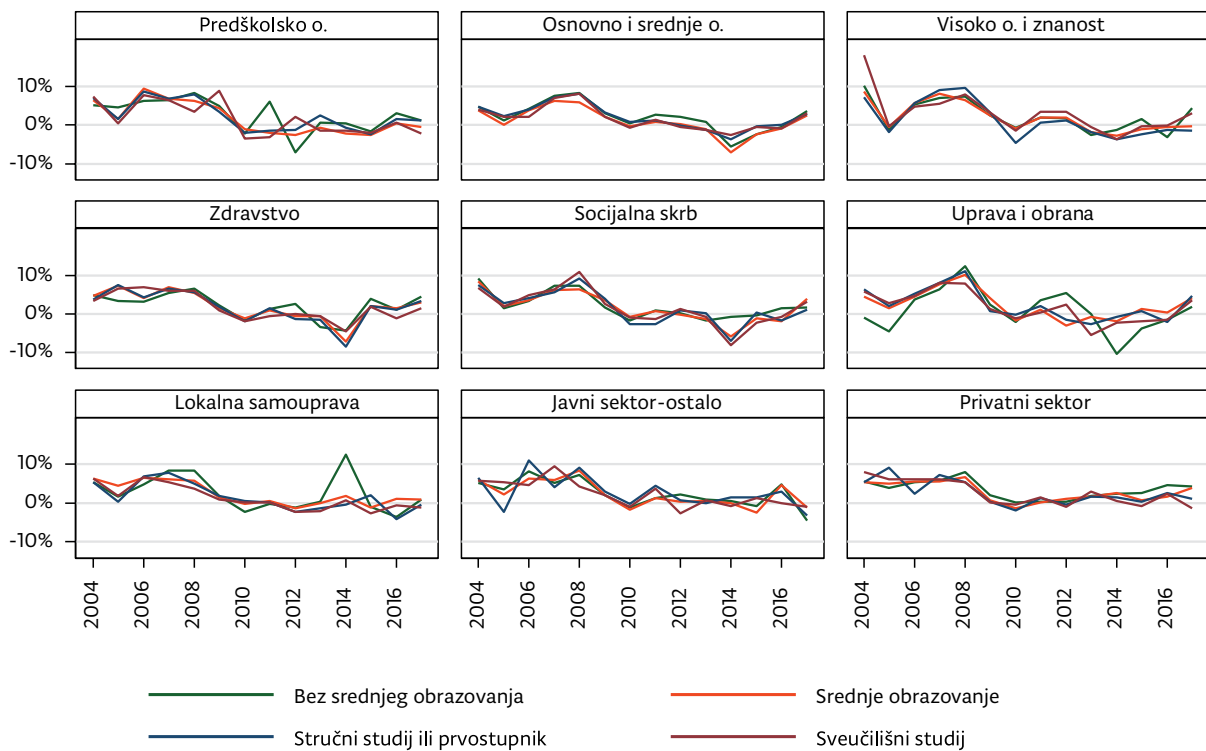 Predškolsko o.
Osnovno i srednje o.
Visoko o. i znanost
10%
0%
-10%
Zdravstvo
Socijalna skrb
Uprava i obrana
10%
0%
-10%
Lokalna samouprava
Javni sektor-ostalo
Privatni sektor
10%
0%
-10%
2004
2006
2008
2010
2012
2014
2016
2004
2006
2008
2010
2012
2014
2016
2004
2006
2008
2010
2012
2014
2016
Bez srednjeg obrazovanja
Srednje obrazovanje
Stručni studij ili prvostupnik
Sveučilišni studij